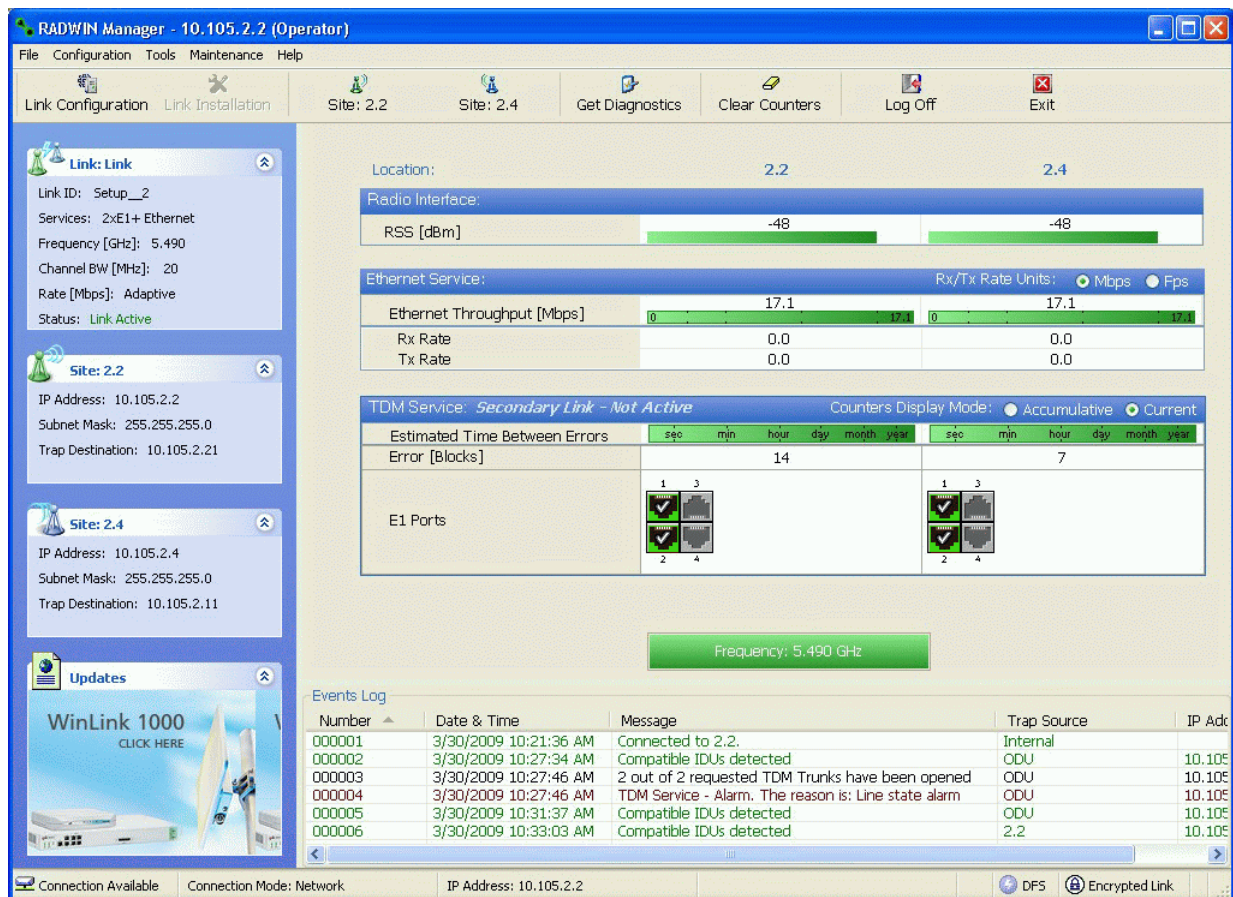 RADWIN Manager - 10.105.2.2 (Operator)
File Configuration Tools Maintenance Help
Link Configuration Link Installation Site: 2.2 Site: 2.4 Get Diagnostics Clear Counters Log Off Exit
Link: Link
Link ID: Setup__2
Services: 2xE1+ Ethernet
Frequency [GHz]: 5.490
Channel BW [MHz]: 20
Rate [Mbps]: Adaptive
Status: Link Active
Site: 2.2
IP Address: 10.105.2.2
Subnet Mask: 255.255.255.0
Trap Destination: 10.105.2.21
Site: 2.4
IP Address: 10.105.2.4
Subnet Mask: 255.255.255.0
Trap Destination: 10.105.2.11
Updates
WinLink 1000
CLICK HERE
Location: 2.2 2.4
Radio Interface:
RSS [dBm] -48 -48
Ethernet Service: Rx/Tx Rate Units: Mbps Fps
Ethernet Throughput [Mbps] 17.1 17.1
0 17.1 0 17.1
Rx Rate 0.0 0.0
Tx Rate 0.0 0.0
TDM Service: Secondary Link - Not Active Counters Display Mode: Accumulative Current
Estimated Time Between Errors sec min hour day month year sec min hour day month year
Error [Blocks] 14 7
1 3 1 3
E1 Ports
2 4 2 4
Frequency: 5.490 GHz
Events Log
Number Date & Time Message Trap Source IP Adc
000001 3/30/2009 10:21:36 AM Connected to 2.2. Internal
000002 3/30/2009 10:27:34 AM Compatible IDUs detected ODU 10.105
000003 3/30/2009 10:27:46 AM 2 out of 2 requested TDM Trunks have been opened ODU 10.105
000004 3/30/2009 10:27:46 AM TDM Service - Alarm. The reason is: Line state alarm ODU 10.105
000005 3/30/2009 10:31:37 AM Compatible IDUs detected ODU 10.105
000006 3/30/2009 10:33:03 AM Compatible IDUs detected 2.2 10.105
Connection Available Connection Mode: Network IP Address: 10.105.2.2 DFS Encrypted Link